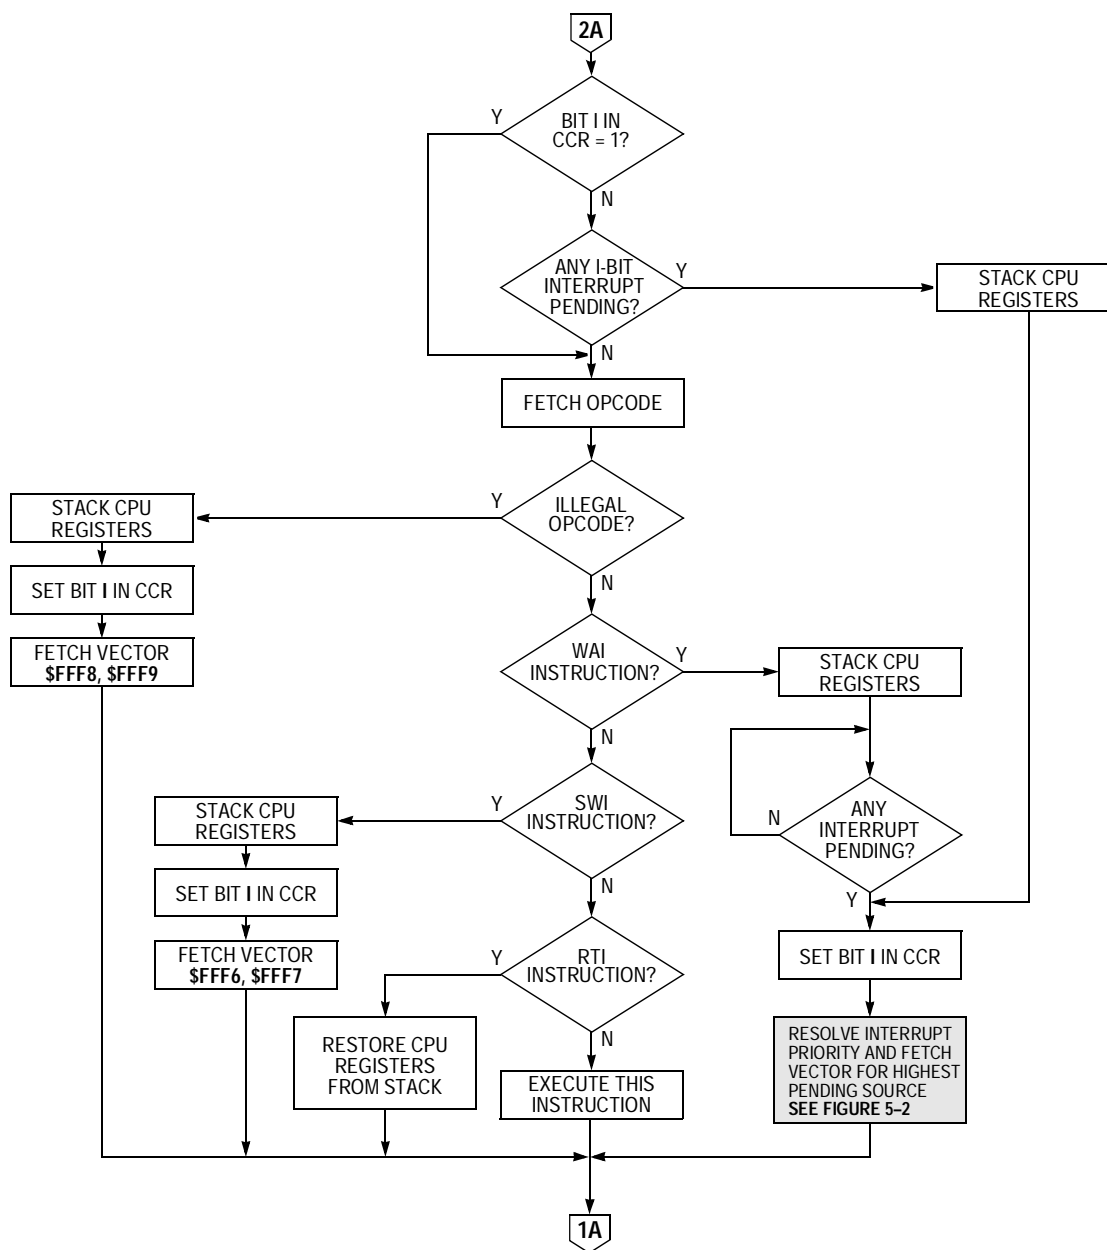 2A
Y
BIT I IN
CCR = 1?
N
ANY I-BIT
INTERRUPT
PENDING?
Y
STACK CPU
REGISTERS
N
FETCH OPCODE
Y
ILLEGAL
OPCODE?
STACK CPU
REGISTERS
N
SET BIT I IN CCR
FETCH VECTOR
$FFF8, $FFF9
WAI
INSTRUCTION?
Y
STACK CPU
REGISTERS
N
Y
SWI
INSTRUCTION?
STACK CPU
REGISTERS
N
ANY
INTERRUPT
PENDING?
N
Y
SET BIT I IN CCR
FETCH VECTOR
$FFF6, $FFF7
Y
RTI
INSTRUCTION?
SET BIT I IN CCR
N
RESTORE CPU
REGISTERS
FROM STACK
EXECUTE THIS
INSTRUCTION
RESOLVE INTERRUPT
PRIORITY AND FETCH
VECTOR FOR HIGHEST
PENDING SOURCE
SEE FIGURE 5–2
1A